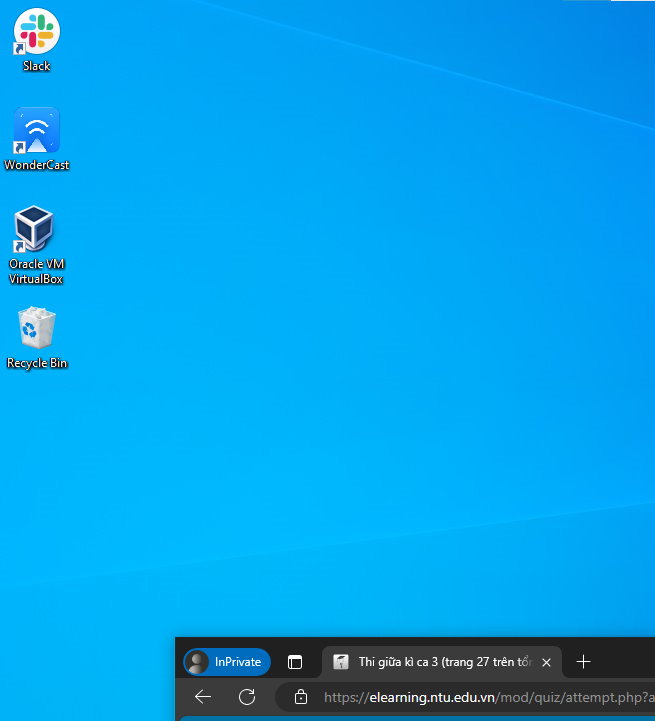 Slack
WonderCast
Oracle VM
VirtualBox
Recycle Bin
InPrivate
Thi giữa kì ca 3 (trang 27 trên
https://elearning.ntu.edu.vn/mod/quiz/attempt.php?a